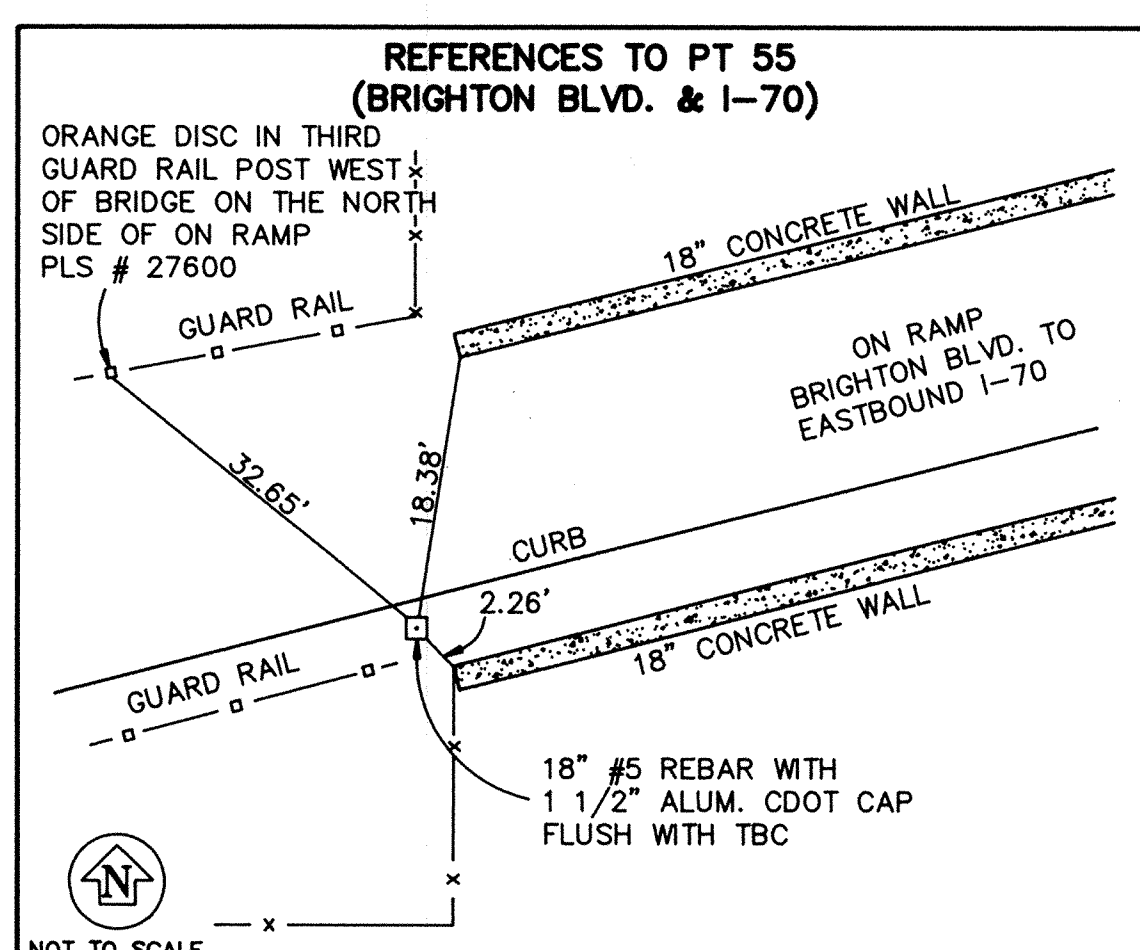 REFERENCES TO PT 55
(BRIGHTON BLVD. & I-70)
ORANGE DISC IN THIRD
GUARD RAIL POST WEST
OF BRIDGE ON THE NORTH
SIDE OF ON RAMP
PLS # 27600
18" CONCRETE WALL
GUARD RAIL
ON RAMP
BRIGHTON BLVD. TO
EASTBOUND I-70
32.65'
18.38'
CURB
2.26'
18" CONCRETE WALL
GUARD RAIL
18" #5 REBAR WITH
1 1/2" ALUM. CDOT CAP
FLUSH WITH TBC
N
NOT TO SCALE